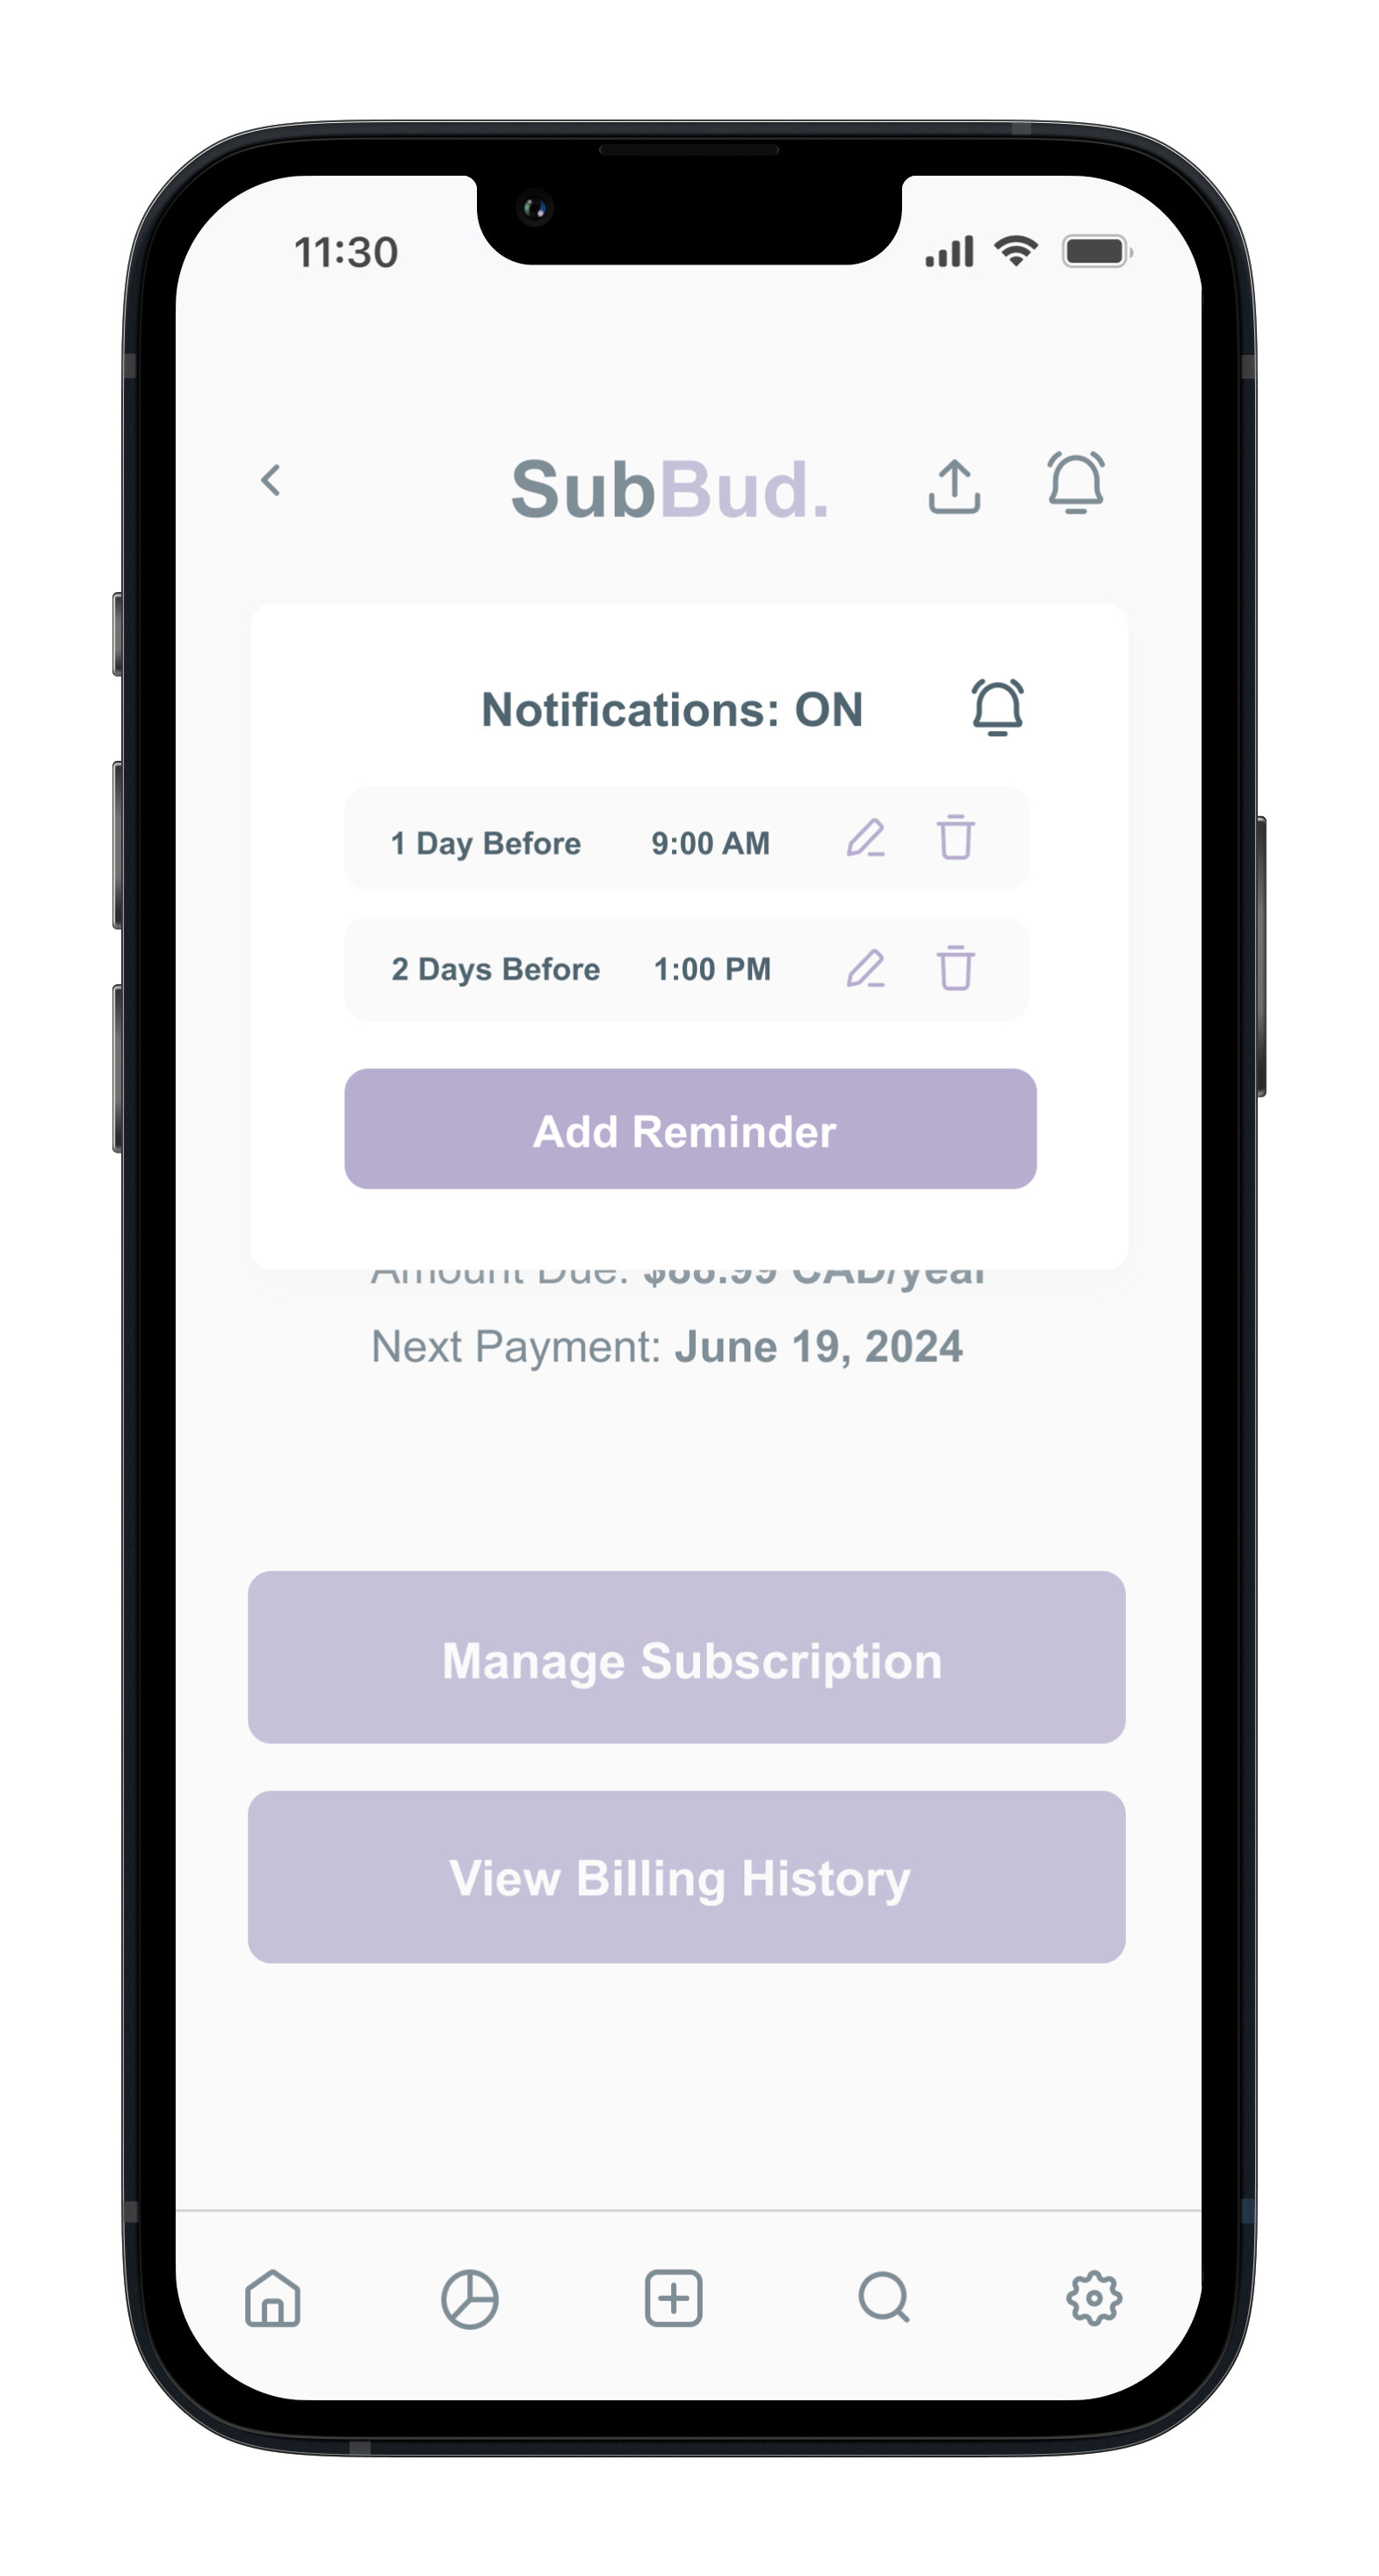 11:30
SubBud.
Notifications: ON
1 Day Before 9:00 AM
2 Days Before 1:00 PM
Add Reminder
Amount Due: CAD/year
Next Payment: June 19, 2024
Manage Subscription
View Billing History